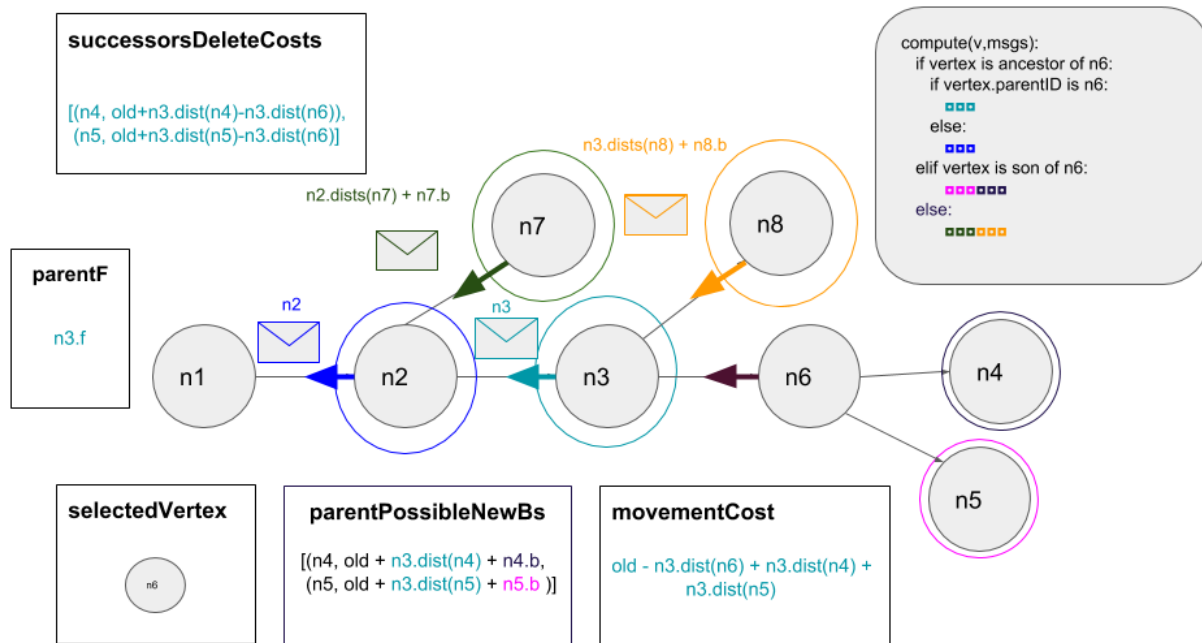 successorsDeleteCosts
[(n4, old+n3.dist(n4)-n3.dist(n6)),
(n5, old+n3.dist(n5)-n3.dist(n6)]
compute(v,msgs):
if vertex is ancestor of n6:
if vertex.parentID is n6:
else:
elif vertex is son of n6:
else:
n3.dists(n8) + n8.b
n2.dists(n7) + n7.b
n7
n8
parentF
n3.f
n2
n3
n1
n2
n3
n6
n4
n5
selectedVertex
n6
parentPossibleNewBs
[(n4, old + n3.dist(n4) + n4.b,
(n5, old + n3.dist(n5) + n5.b )]
movementCost
old - n3.dist(n6) + n3.dist(n4) +
n3.dist(n5)